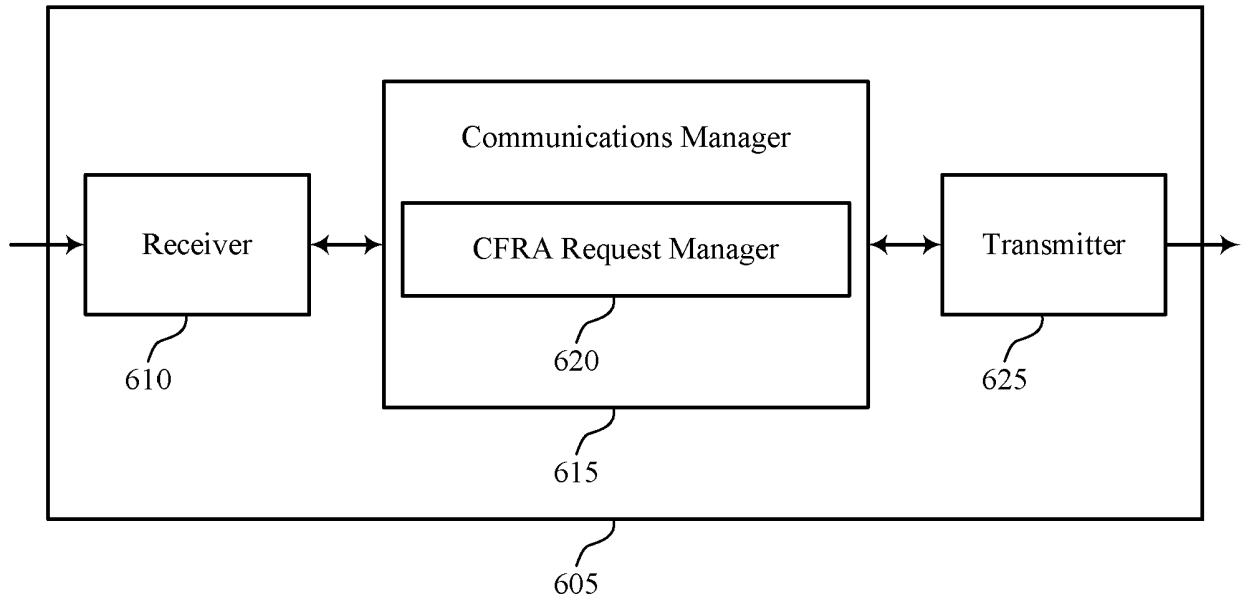 Communications Manager
Receiver
CFRA Request Manager
Transmitter
620
610
625
615
605